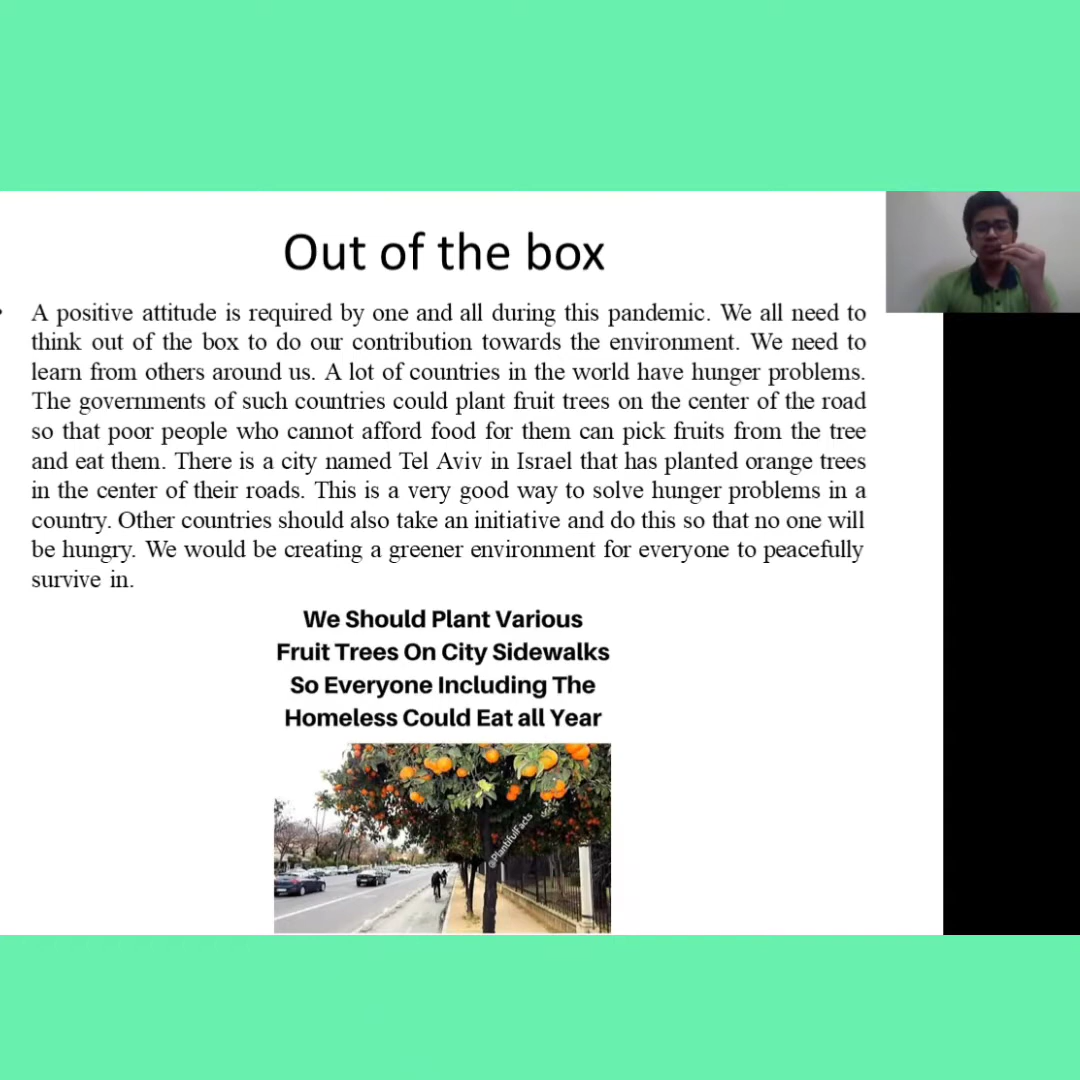 Out of the box
A positive attitude is required by one and all during this pandemic. We all need to
think out of the box to do our contribution towards the environment. We need to
learn from others around us. A lot of countries in the world have hunger problems.
The governments of such countries could plant fruit trees on the center of the road
so that poor people who cannot afford food for them can pick fruits from the tree
and eat them. There is a city named Tel Aviv in Israel that has planted orange trees
in the center of their roads. This is a very good way to solve hunger problems in a
country. Other countries should also take an initiative and do this so that no one will
be hungry. We would be creating a greener environment for everyone to peacefully
survive in.
We Should Plant Various
Fruit Trees On City Sidewalks
So Everyone Including The
Homeless Could Eat all Year
@PlantifulFacts